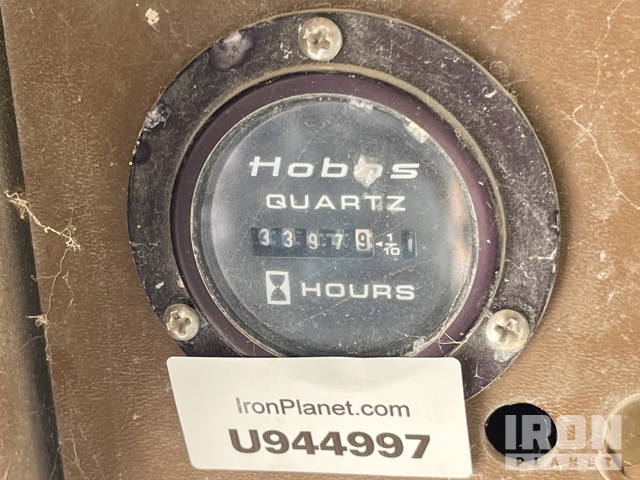 Hobbs
QUARTZ
33979 1/10
HOURS
IronPlanet.com
U944997
IRON
PLANET